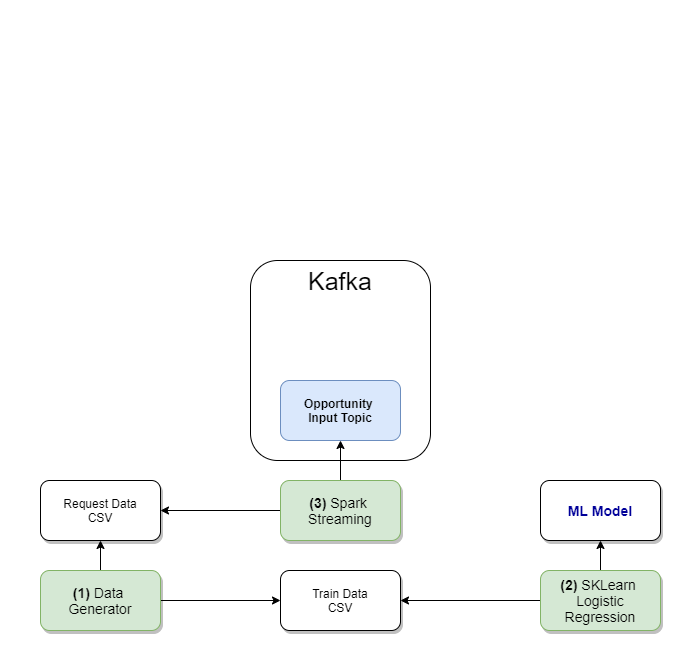 Kafka
Opportunity
Input Topic
Request Data
CSV
(3) Spark
Streaming
ML Model
(1) Data
Generator
Train Data
CSV
(2) SKLearn
Logistic
Regression